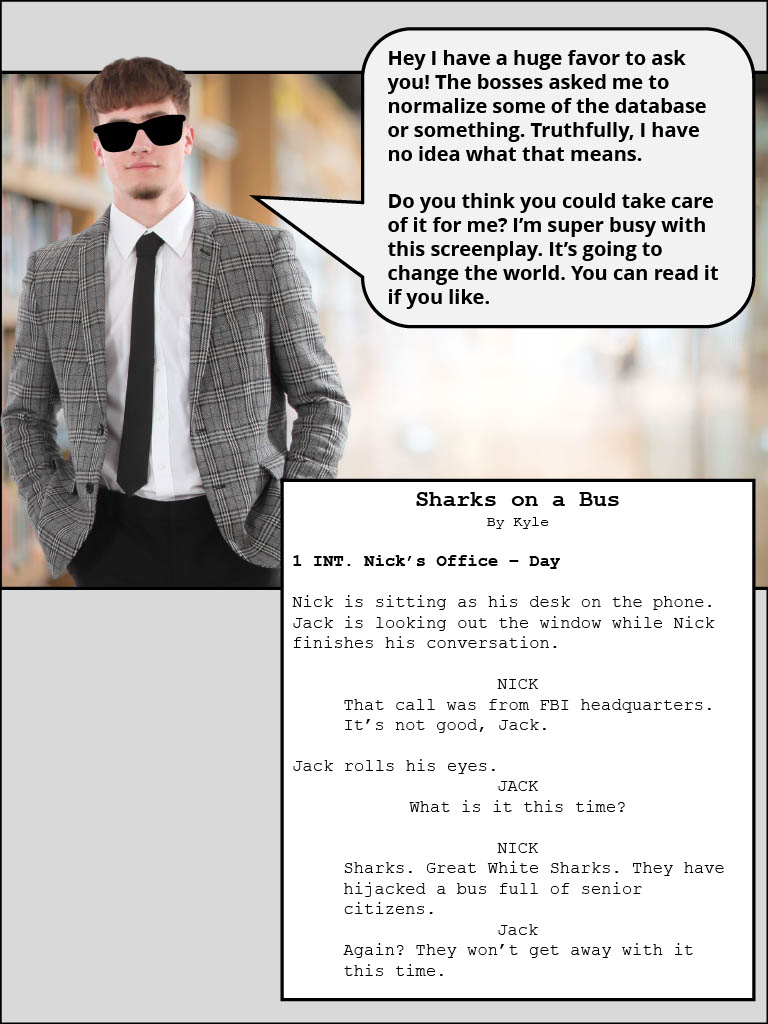 Hey I have a huge favor to ask
you! The bosses asked me to
normalize some of the database
or something. Truthfully, I have
no idea what that means.
Do you think you could take care
of it for me? I’m super busy with
this screenplay. It’s going to
change the world. You can read it
if you like.
Sharks on a Bus
By Kyle
1 INT. Nick’s Office – Day
Nick is sitting as his desk on the phone.
Jack is looking out the window while Nick
finishes his conversation.
NICK
That call was from FBI headquarters.
It’s not good, Jack.
Jack rolls his eyes.
JACK
What is it this time?
NICK
Sharks. Great White Sharks. They have
hijacked a bus full of senior
citizens.
Jack
Again? They won’t get away with it
this time.